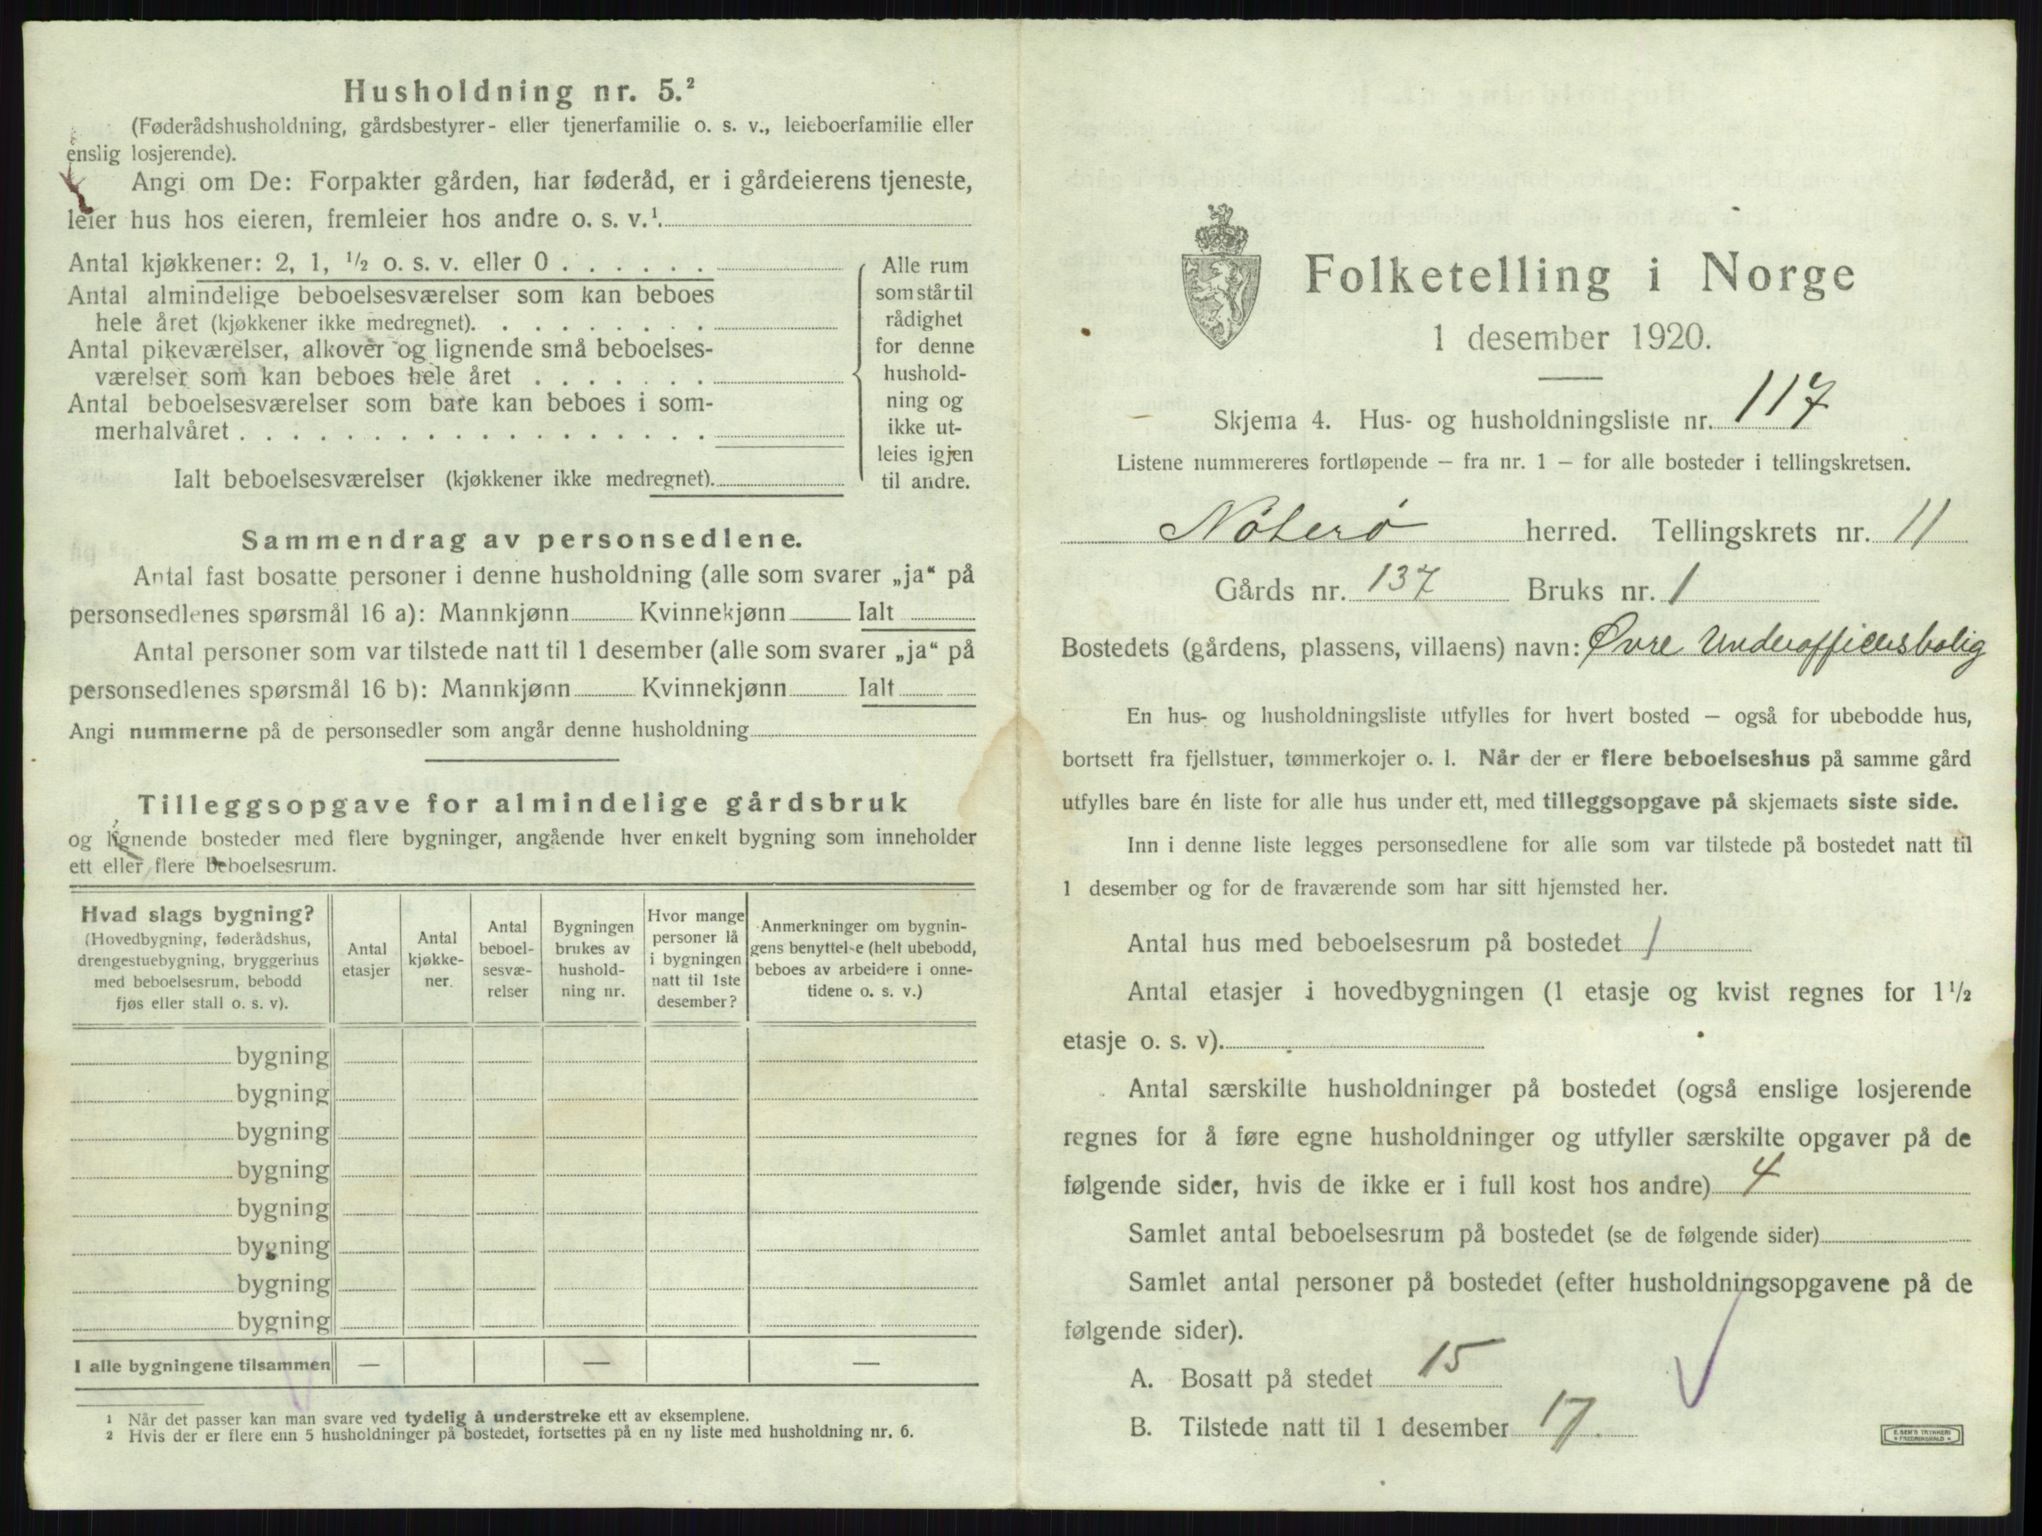 Husholdning nr. 5.²
(Føderådshusholdning, gårdsbestyrer- eller tjenerfamilie o. s. v., leieboerfamilie eller
enslig losjerende).
Angi om De: Forpakter gården, har føderåd, er i gårdeierens tjeneste,
leier hus hos eieren, fremleier hos andre o. s. v.¹
Antal kjøkkener: 2, 1, ½ o. s. v. eller 0 . . . . . .
Antal almindelige beboelsesværelser som kan beboes
hele året (kjøkkener ikke medregnet). . . . . . . . .
Antal pikeværelser, alkover og lignende små beboelses-
værelser som kan beboes hele året . . . . . . .
Antal beboelsesværelser som bare kan beboes i som-
merhalvåret . . . . . . . . . . . . . . . . . .
Ialt beboelsesværelser (kjøkkener ikke medregnet).
Alle rum
som står til
rådighet
for denne
hushold-
ning og
ikke ut-
leies igjen
til andre.
Sammendrag av personsedlene.
Antal fast bosatte personer i denne husholdning (alle som svarer „ja“ på
personsedlenes spørsmål 16 a): Mannkjønn Kvinnekjønn Ialt
Antal personer som var tilstede natt til 1 desember (alle som svarer „ja“ på
personsedlenes spørsmål 16 b): Mannkjønn Kvinnekjønn Ialt
Angi nummerne på de personsedler som angår denne husholdning
Tilleggsopgave for almindelige gårdsbruk
og lignende bosteder med flere bygninger, angående hver enkelt bygning som inneholder
ett eller flere beboelsesrum.
Hvad slags bygning?
(Hovedbygning, føderådshus,
drengestuebygning, bryggerhus
med beboelsesrum, bebodd
fjøs eller stall o. s. v).
Antal
etasjer
Antal
kjøkke-
ner.
Antal
beboel-
sesvæ-
relser
Bygningen
brukes av
hushold-
ning nr.
Hvor mange
personer lå
i bygningen
natt til 1ste
desember?
Anmerkninger om bygnin-
gens benyttelse (helt ubebodd,
beboes av arbeidere i onne-
tidene o. s. v.)
bygning
bygning
bygning
bygning
bygning
bygning
bygning
bygning
I alle bygningene tilsammen — — —
¹ Når det passer kan man svare ved tydelig å understreke ett av eksemplene.
² Hvis der er flere enn 5 husholdninger på bostedet, fortsettes på en ny liste med husholdning nr. 6.
Folketelling i Norge
1 desember 1920.
Skjema 4. Hus- og husholdningsliste nr. 117
Listene nummereres fortløpende – fra nr. 1 – for alle bosteder i tellingskretsen.
Nøterø herred. Tellingskrets nr. 11
Gårds nr. 137 Bruks nr. 1
Bostedets (gårdens, plassens, villaens) navn: Øvre Underofficersbolig
En hus- og husholdningsliste utfylles for hvert bosted – også for ubebodde hus,
bortsett fra fjellstuer, tømmerkojer o. l. Når der er flere beboelseshus på samme gård
utfylles bare én liste for alle hus under ett, med tilleggsopgave på skjemaets siste side.
Inn i denne liste legges personsedlene for alle som var tilstede på bostedet natt til
1 desember og for de fraværende som har sitt hjemsted her.
Antal hus med beboelsesrum på bostedet 1
Antal etasjer i hovedbygningen (1 etasje og kvist regnes for 1½
etasje o. s. v).
Antal særskilte husholdninger på bostedet (også enslige losjerende
regnes for å føre egne husholdninger og utfyller særskilte opgaver på de
følgende sider, hvis de ikke er i full kost hos andre) 4
Samlet antal beboelsesrum på bostedet (se de følgende sider)
Samlet antal personer på bostedet (efter husholdningsopgavene på de
følgende sider).
A. Bosatt på stedet 15
B. Tilstede natt til 1 desember 17.